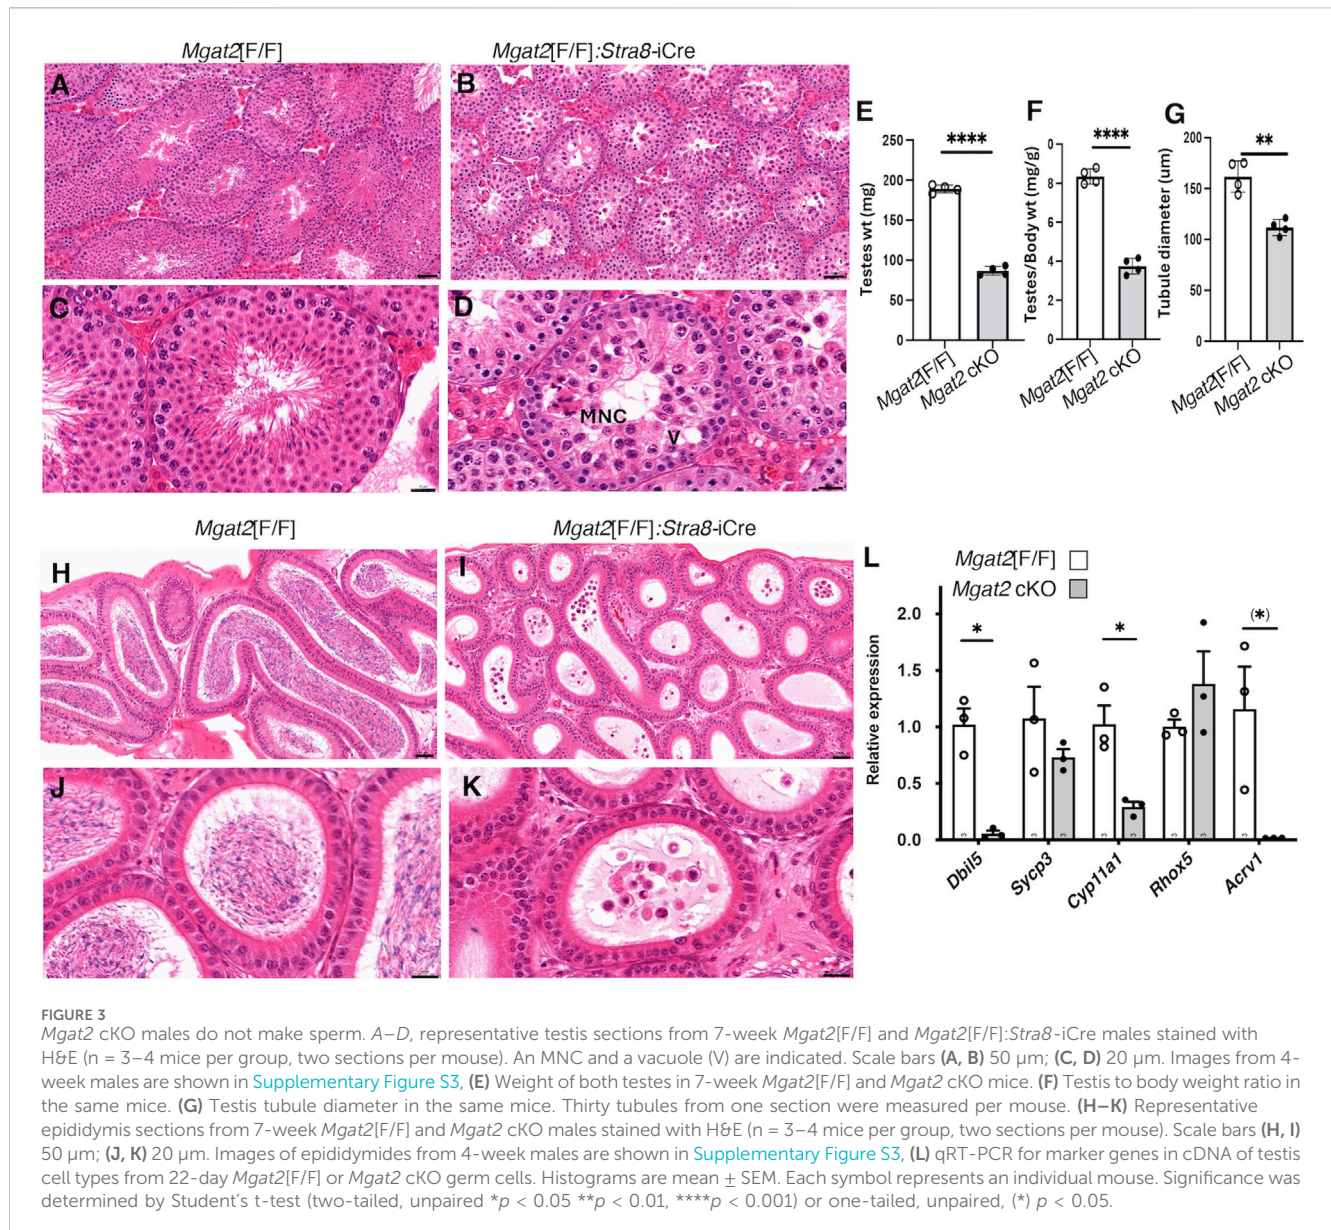 Mgat2[F/F]
Mgat2[F/F]:Stra8-iCre
A
B
C
D
MNC
V
E
Testes wt (mg)
250
200
150
100
50
0
****
Mgat2[F/F]
Mgat2 cKO
F
Testes/Body wt (mg/g)
0
8
6
4
2
0
****
Mgat2[F/F]
Mgat2 cKO
G
Tubule diameter (um)
200
150
100
50
0
**
Mgat2[F/F]
Mgat2 cKO
Mgat2[F/F]
Mgat2[F/F]:Stra8-iCre
H
I
J
K
L
Mgat2[F/F]
Mgat2 cKO
Relative expression
2.0
1.5
1.0
0.5
0.0
*
*
(*)
3 3 3 3 3
Dbil5
Sycp3
Cyp11a1
Rhox5
Acrv1
FIGURE 3
Mgat2 cKO males do not make sperm. A–D, representative testis sections from 7-week Mgat2[F/F] and Mgat2[F/F]:Stra8-iCre males stained with
H&E (n = 3–4 mice per group, two sections per mouse). An MNC and a vacuole (V) are indicated. Scale bars (A, B) 50 μm; (C, D) 20 μm. Images from 4-
week males are shown in Supplementary Figure S3, (E) Weight of both testes in 7-week Mgat2[F/F] and Mgat2 cKO mice. (F) Testis to body weight ratio in
the same mice. (G) Testis tubule diameter in the same mice. Thirty tubules from one section were measured per mouse. (H–K) Representative
epididymis sections from 7-week Mgat2[F/F] and Mgat2 cKO males stained with H&E (n = 3–4 mice per group, two sections per mouse). Scale bars (H, I)
50 μm; (J, K) 20 μm. Images of epididymides from 4-week males are shown in Supplementary Figure S3, (L) qRT-PCR for marker genes in cDNA of testis
cell types from 22-day Mgat2[F/F] or Mgat2 cKO germ cells. Histograms are mean ± SEM. Each symbol represents an individual mouse. Significance was
determined by Student's t-test (two-tailed, unpaired *p < 0.05 **p < 0.01, ****p < 0.001) or one-tailed, unpaired, (*) p < 0.05.